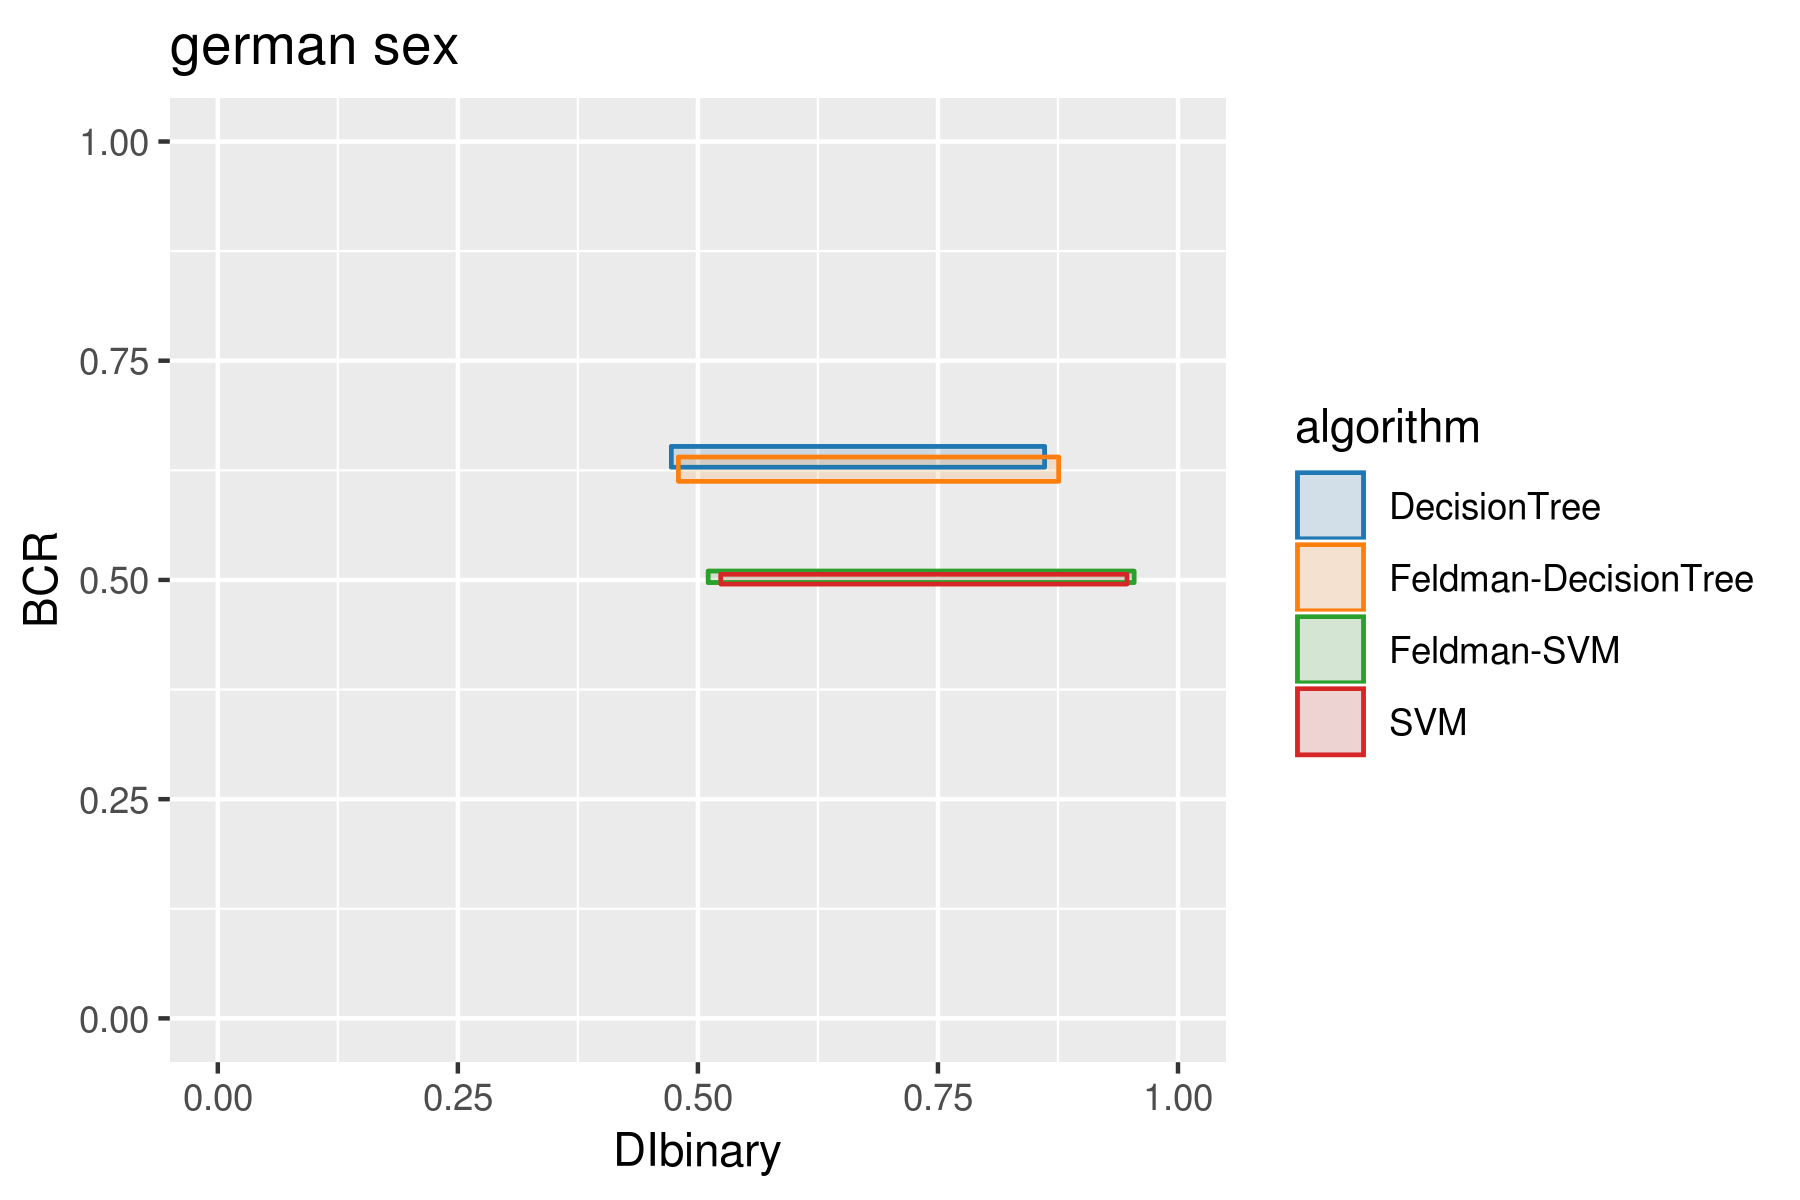 german sex
1.00
0.75
0.50
0.25
0.00
BCR
0.00 0.25 0.50 0.75 1.00
DIbinary
algorithm
DecisionTree
Feldman-DecisionTree
Feldman-SVM
SVM